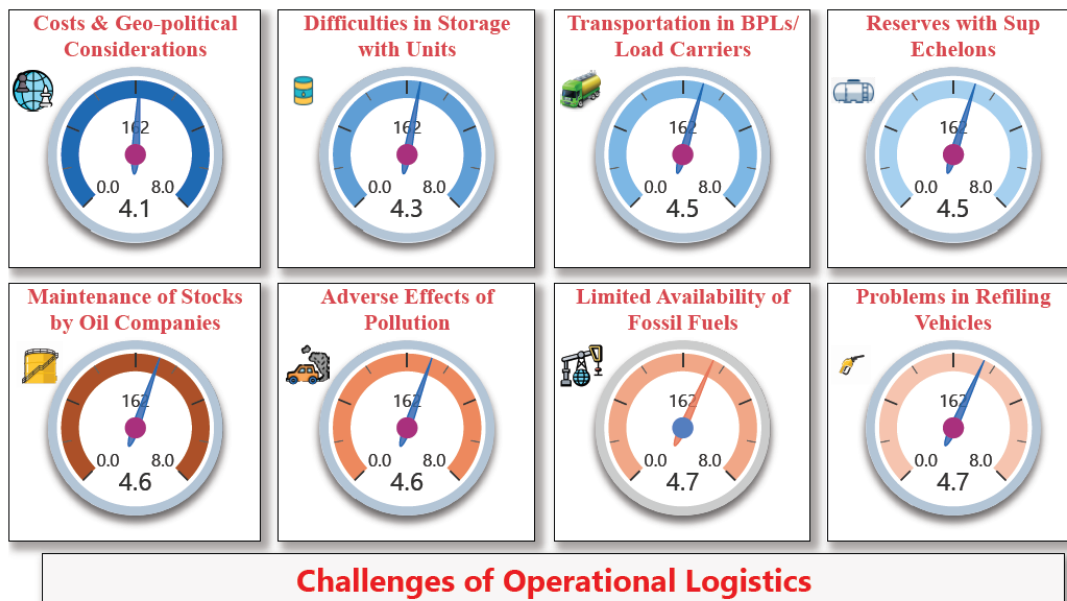 Costs & Geo-political
Considerations
162
0.0 8.0
4.1
Difficulties in Storage
with Units
162
0.0 8.0
4.3
Transportation in BPLs/
Load Carriers
162
0.0 8.0
4.5
Reserves with Sup
Echelons
162
0.0 8.0
4.5
Maintenance of Stocks
by Oil Companies
162
0.0 8.0
4.6
Adverse Effects of
Pollution
162
0.0 8.0
4.6
Limited Availability of
Fossil Fuels
162
0.0 8.0
4.7
Problems in Refiling
Vehicles
162
0.0 8.0
4.7
Challenges of Operational Logistics